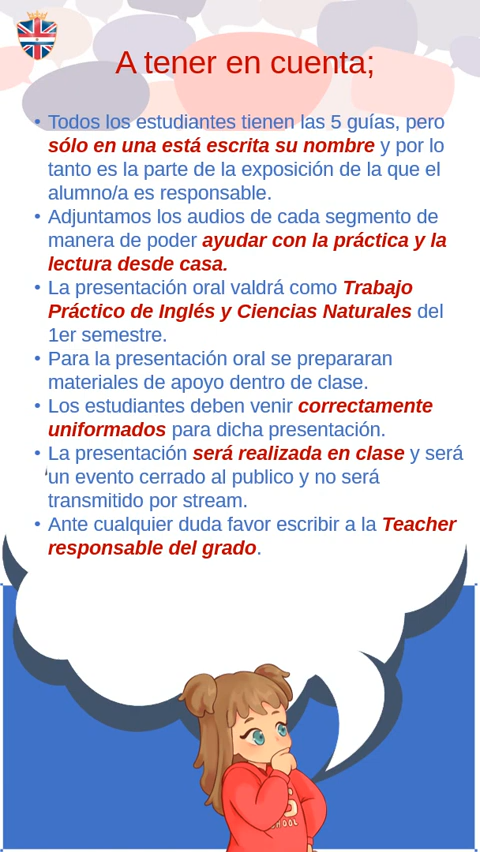 A tener en cuenta;
• Todos los estudiantes tienen las 5 guías, pero
sólo en una está escrita su nombre y por lo
tanto es la parte de la exposición de la que el
alumno/a es responsable.
• Adjuntamos los audios de cada segmento de
manera de poder ayudar con la práctica y la
lectura desde casa.
• La presentación oral valdrá como Trabajo
Práctico de Inglés y Ciencias Naturales del
1er semestre.
• Para la presentación oral se prepararan
materiales de apoyo dentro de clase.
• Los estudiantes deben venir correctamente
uniformados para dicha presentación.
• La presentación será realizada en clase y será
un evento cerrado al publico y no será
transmitido por stream.
• Ante cualquier duda favor escribir a la Teacher
responsable del grado.